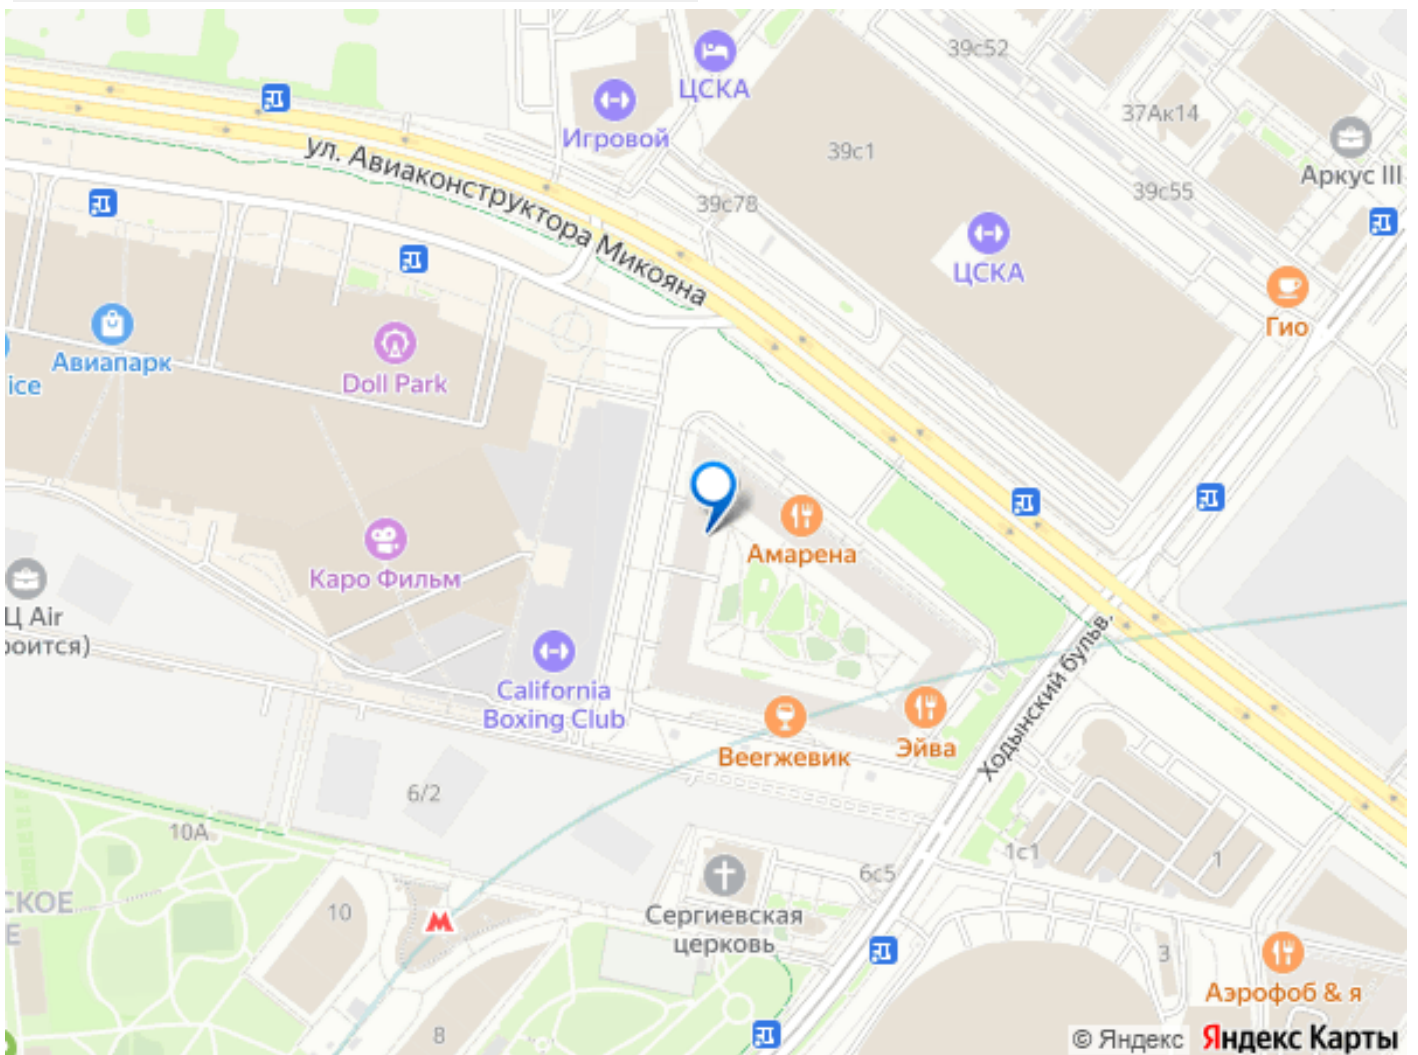 39с52
ЦСКА
37Ак14
Игровой
39с1
Аркус III
ул. Авиаконструктора Микояна
39с55
39с78
ЦСКА
Гио
Авиапарк
ice
Doll Park
Амарена
Каро Фильм
Ц Air
роится)
California
Boxing Club
Веегжевик
Эйва
Ходынский бульв.
6/2
10А
1с1
1
6с5
СКОЕ
Е
10
Сергиевская
церковь
3
Аэрофоб & я
8
© Яндекс Яндекс Карты